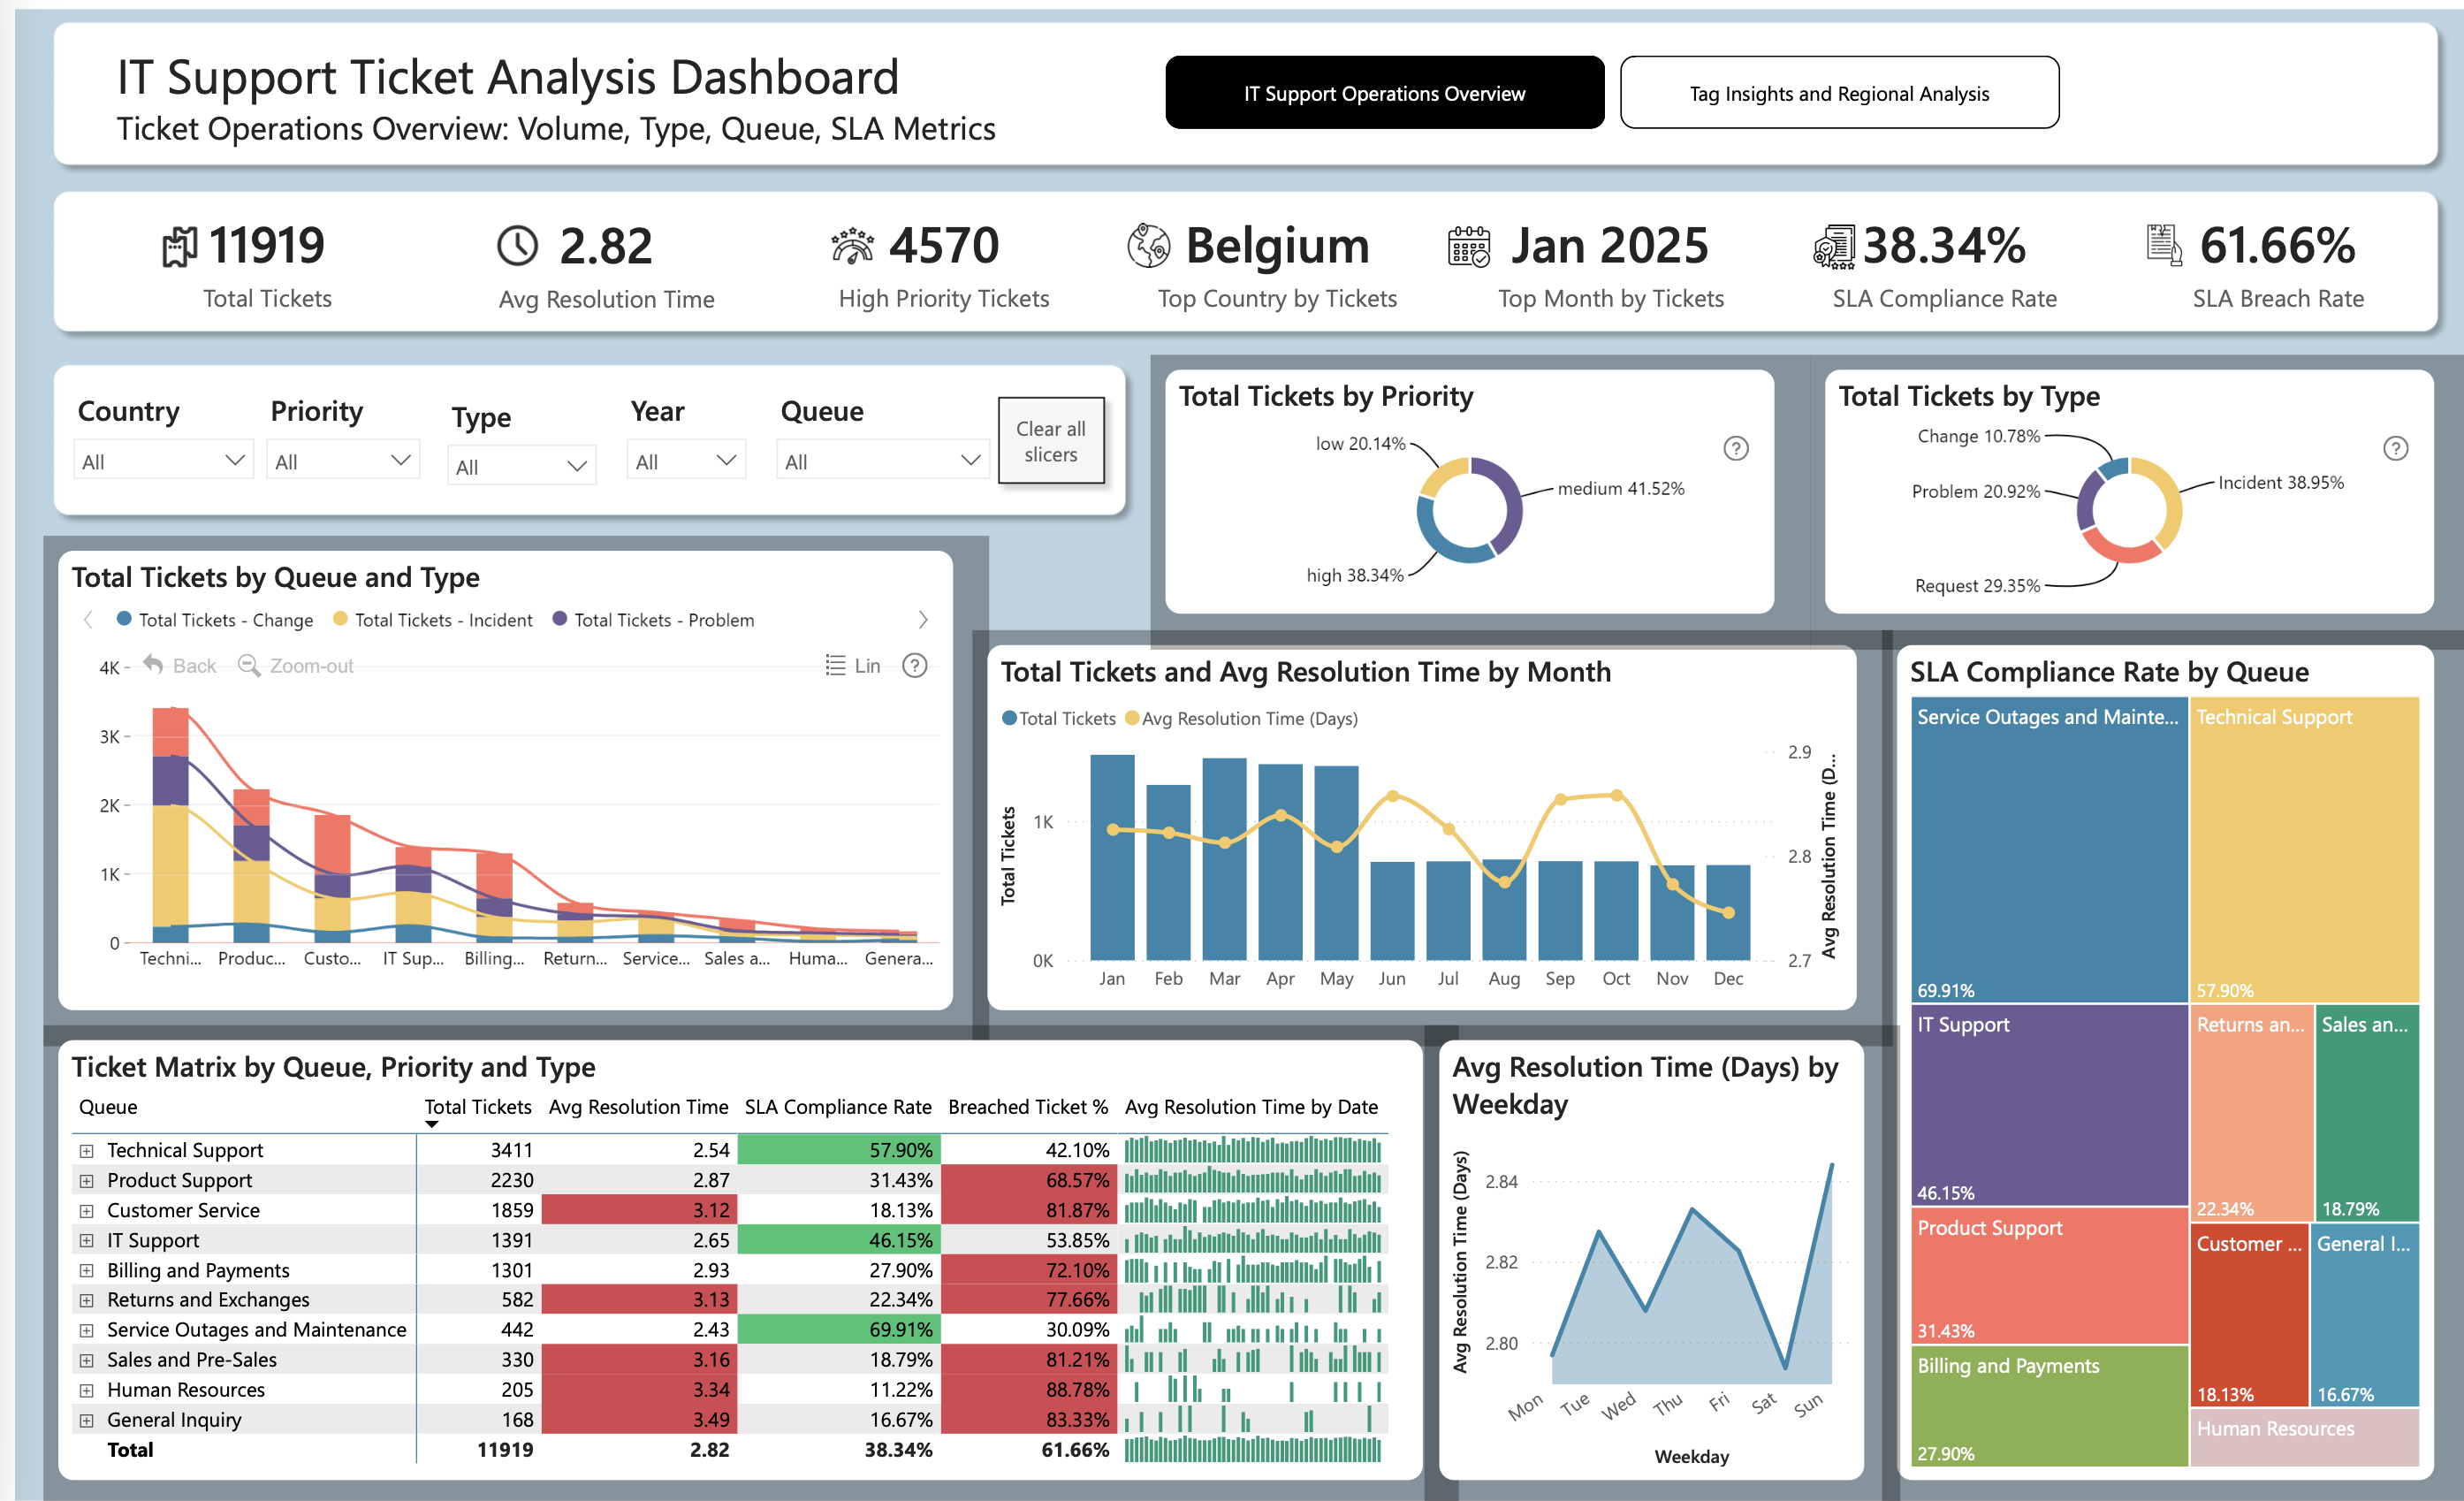 IT Support Ticket Analysis Dashboard
Ticket Operations Overview: Volume, Type, Queue, SLA Metrics
IT Support Operations Overview
Tag Insights and Regional Analysis
11919
Total Tickets
2.82
Avg Resolution Time
4570
High Priority Tickets
Belgium
Top Country by Tickets
Jan 2025
Top Month by Tickets
38.34%
SLA Compliance Rate
61.66%
SLA Breach Rate
Country
All
Priority
All
Type
All
Year
All
Queue
All
Clear all
slicers
Total Tickets by Priority
low 20.14%
medium 41.52%
high 38.34%
?
Total Tickets by Type
Change 10.78%
Problem 20.92%
Incident 38.95%
Request 29.35%
?
Total Tickets by Queue and Type
Total Tickets - Change Total Tickets - Incident Total Tickets - Problem
Back Zoom-out Lin ?
4K
3K
2K
1K
0
Techni... Produc... Custo... IT Sup... Billing... Return... Service... Sales a... Huma... Genera...
Total Tickets and Avg Resolution Time by Month
Total Tickets Avg Resolution Time (Days)
Total Tickets
1K
0K
2.9
2.8
2.7
Avg Resolution Time (D...
Jan Feb Mar Apr May Jun Jul Aug Sep Oct Nov Dec
SLA Compliance Rate by Queue
Service Outages and Mainte...
69.91%
Technical Support
57.90%
IT Support
46.15%
Returns an...
22.34%
Sales an...
18.79%
Product Support
31.43%
Customer ...
18.13%
General I...
16.67%
Billing and Payments
27.90%
Human Resources
Ticket Matrix by Queue, Priority and Type
Queue Total Tickets Avg Resolution Time SLA Compliance Rate Breached Ticket % Avg Resolution Time by Date
Technical Support 3411 2.54 57.90% 42.10%
Product Support 2230 2.87 31.43% 68.57%
Customer Service 1859 3.12 18.13% 81.87%
IT Support 1391 2.65 46.15% 53.85%
Billing and Payments 1301 2.93 27.90% 72.10%
Returns and Exchanges 582 3.13 22.34% 77.66%
Service Outages and Maintenance 442 2.43 69.91% 30.09%
Sales and Pre-Sales 330 3.16 18.79% 81.21%
Human Resources 205 3.34 11.22% 88.78%
General Inquiry 168 3.49 16.67% 83.33%
Total 11919 2.82 38.34% 61.66%
Avg Resolution Time (Days) by
Weekday
Avg Resolution Time (Days)
2.84
2.82
2.80
Mon Tue Wed Thu Fri Sat Sun
Weekday